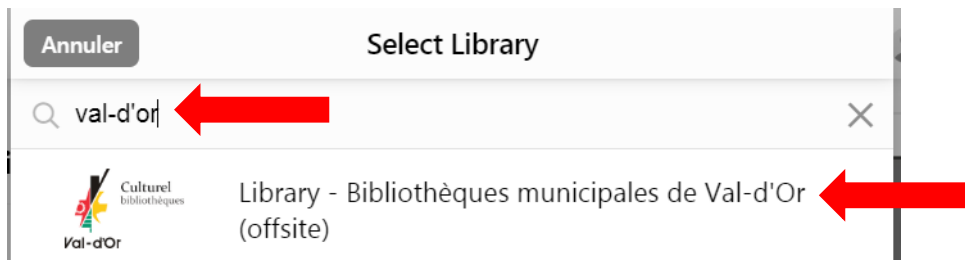 Annuler
Select Library
val-d'or
Culturel
bibliothèques
Val-d'Or
Library - Bibliothèques municipales de Val-d'Or
(offsite)